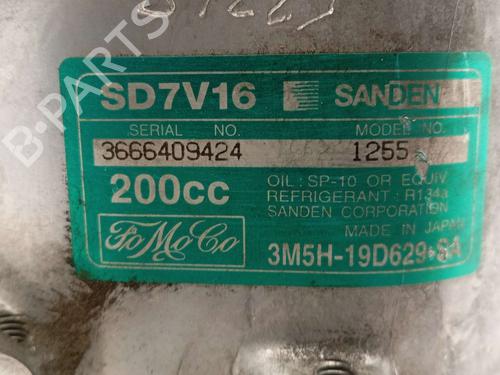 SD7V16 SANDEN
SERIAL NO. MODEL NO.
3666409424 1255
200cc OIL : SP-10 OR EQUIV.
REFRIGERANT : R134a
SANDEN CORPORATION
MADE IN JAPAN
FoMoCo 3M5H-19D629-SA
B-PARTS